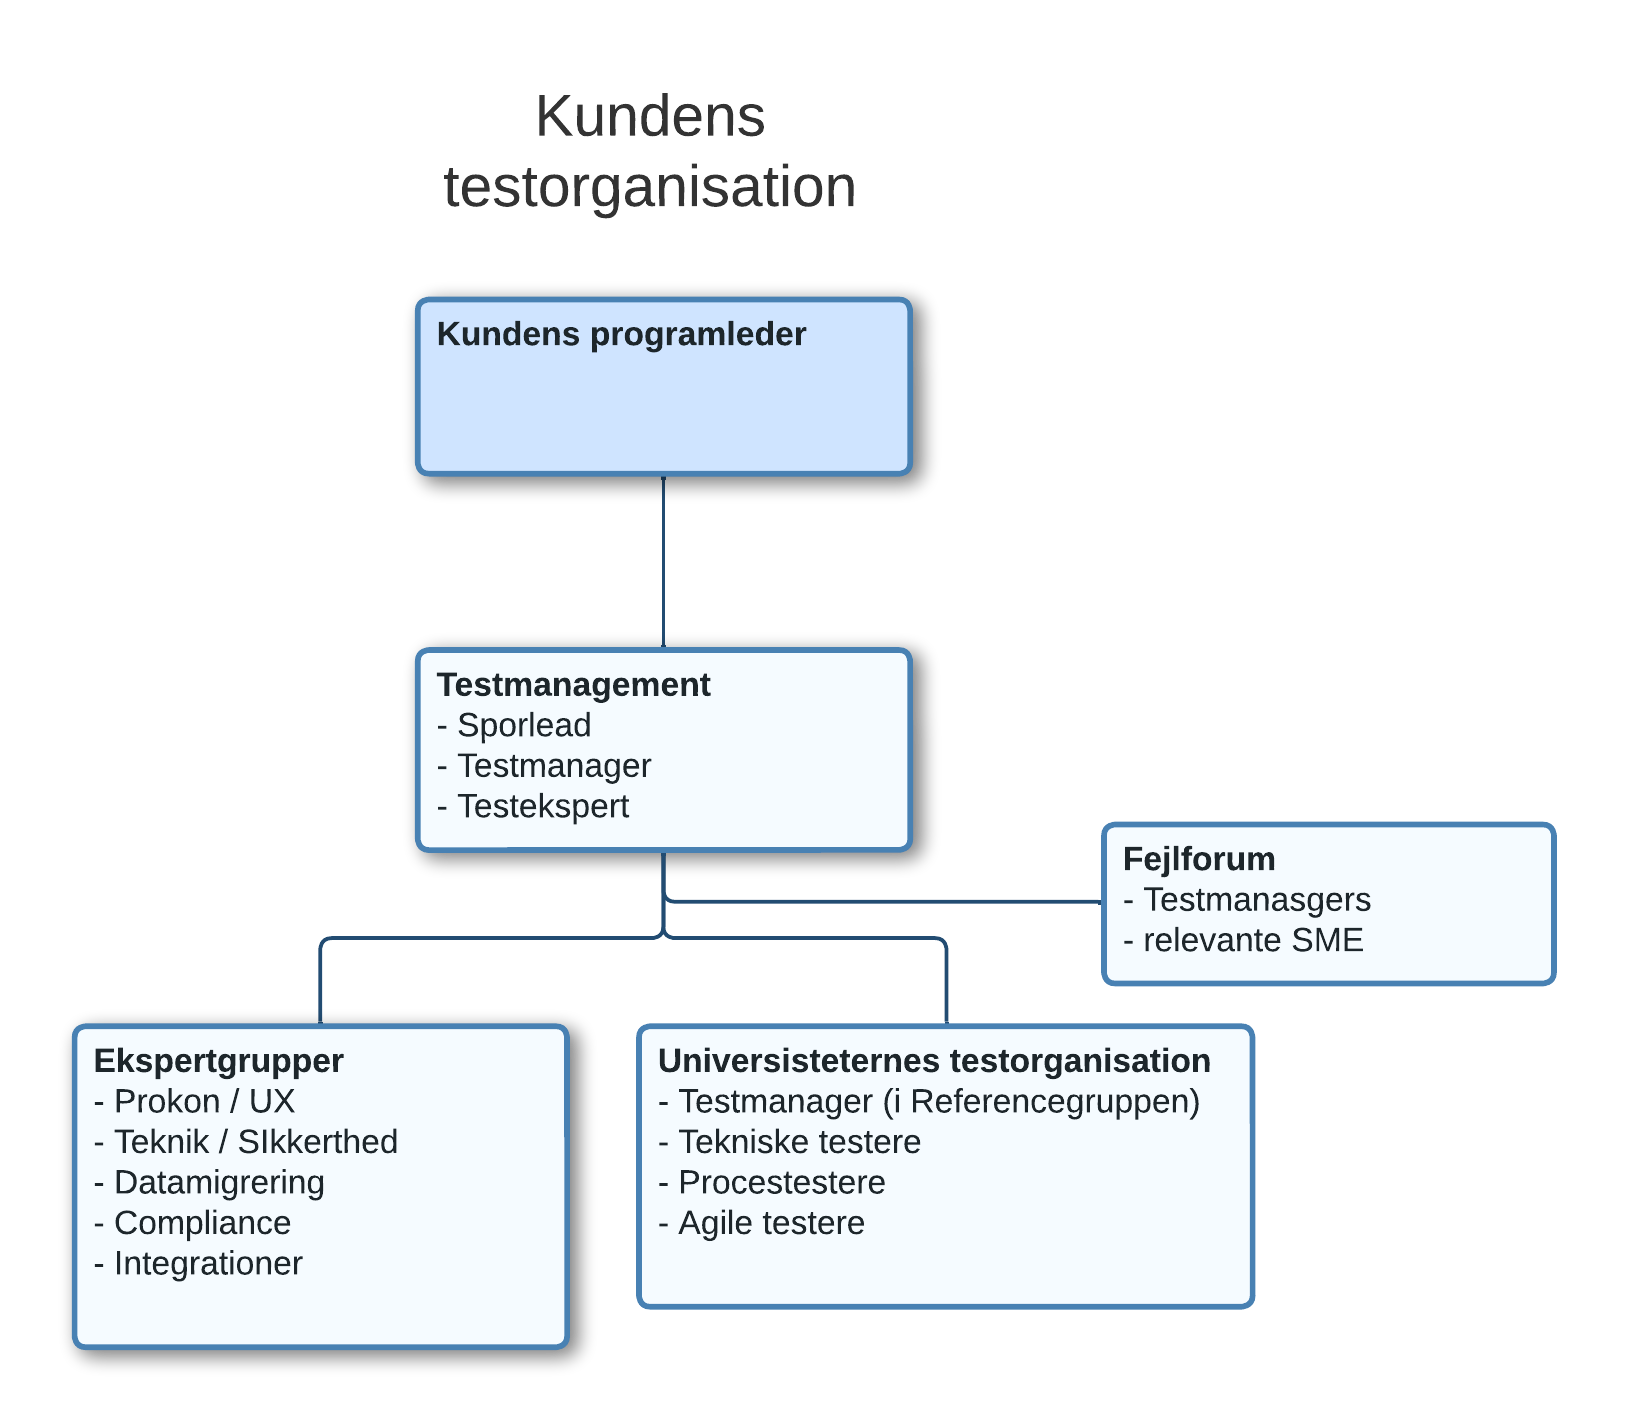 Kundens
testorganisation
Kundens programleder
Testmanagement
- Sporlead
- Testmanager
- Testekspert
Fejlforum
- Testmanasgers
- relevante SME
Ekspertgrupper
- Prokon / UX
- Teknik / SIkkerthed
- Datamigrering
- Compliance
- Integrationer
Universisteternes testorganisation
- Testmanager (i Referencegruppen)
- Tekniske testere
- Procestestere
- Agile testere